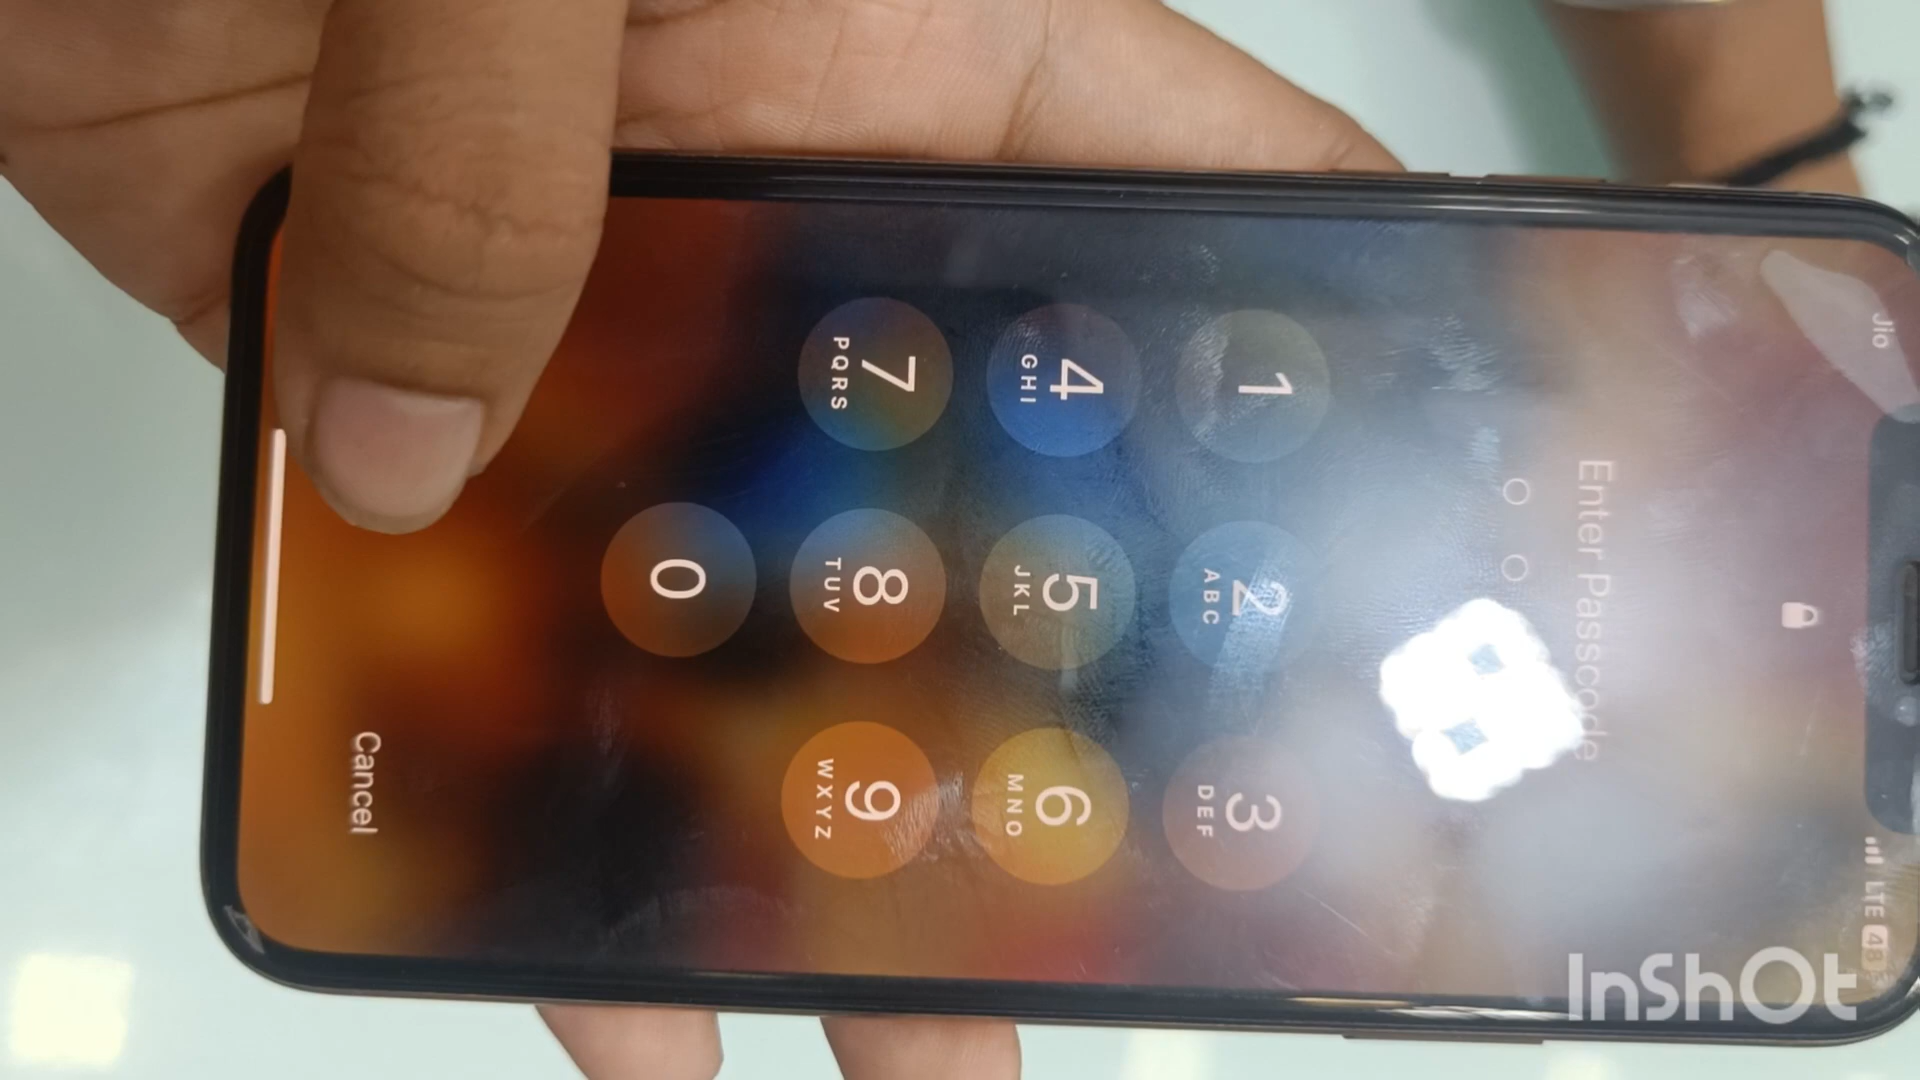 Jio
LTE 48
Enter Passcode
1
2
ABC
3
DEF
4
GHI
5
JKL
6
MNO
7
PQRS
8
TUV
9
WXYZ
0
Cancel
InShOt